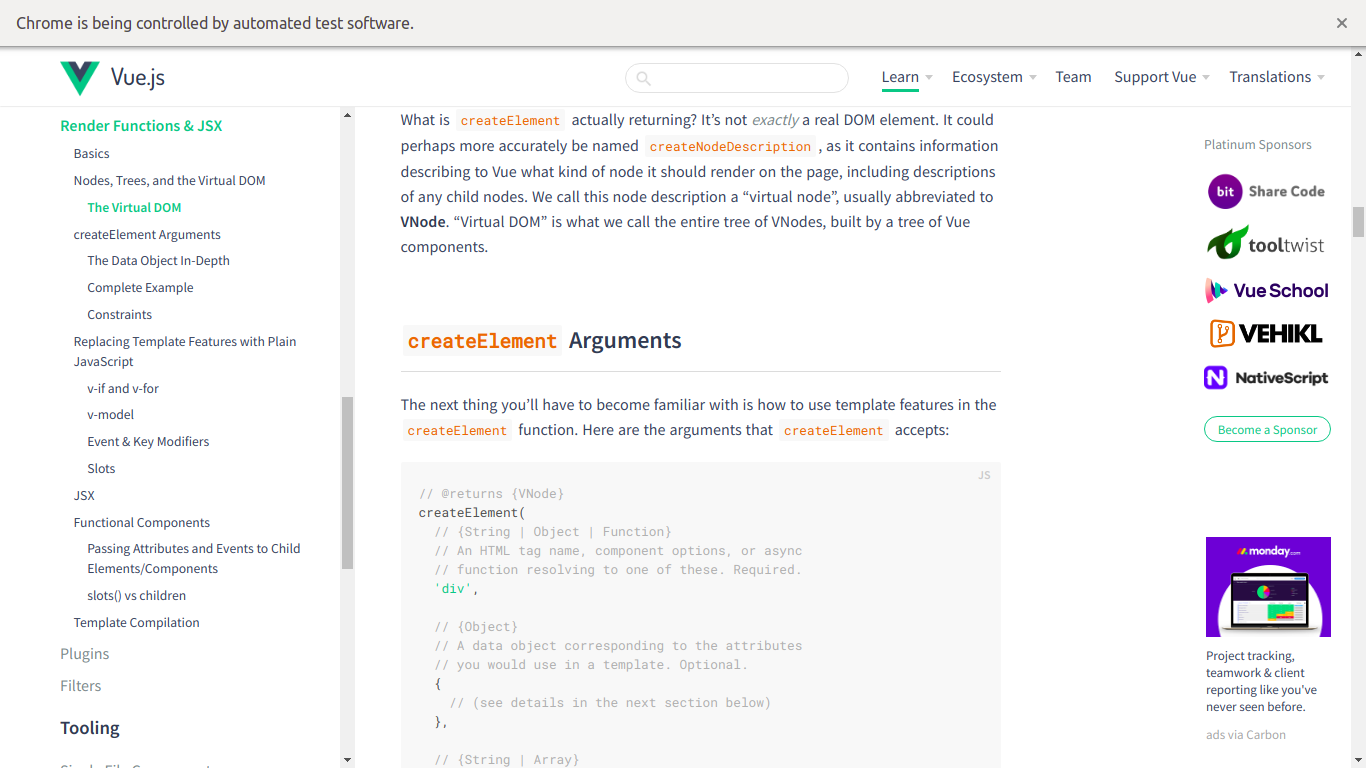 Chrome is being controlled by automated test software.
Vue.js
Learn
Ecosystem
Team
Support Vue
Translations
Render Functions & JSX
Basics
Nodes, Trees, and the Virtual DOM
The Virtual DOM
createElement Arguments
The Data Object In-Depth
Complete Example
Constraints
Replacing Template Features with Plain
JavaScript
v-if and v-for
v-model
Event & Key Modifiers
Slots
JSX
Functional Components
Passing Attributes and Events to Child
Elements/Components
slots() vs children
Template Compilation
Plugins
Filters
Tooling
What is createElement actually returning? It’s not exactly a real DOM element. It could
perhaps more accurately be named createNodeDescription , as it contains information
describing to Vue what kind of node it should render on the page, including descriptions
of any child nodes. We call this node description a “virtual node”, usually abbreviated to
VNode. “Virtual DOM” is what we call the entire tree of VNodes, built by a tree of Vue
components.
createElement Arguments
The next thing you’ll have to become familiar with is how to use template features in the
createElement function. Here are the arguments that createElement accepts:
JS
// @returns {VNode}
createElement(
// {String | Object | Function}
// An HTML tag name, component options, or async
// function resolving to one of these. Required.
'div',
// {Object}
// A data object corresponding to the attributes
// you would use in a template. Optional.
{
// (see details in the next section below)
},
// {String | Array}
Platinum Sponsors
bit Share Code
tooltwist
Vue School
VEHIKL
NativeScript
Become a Sponsor
monday.com
Project tracking,
teamwork & client
reporting like you've
never seen before.
ads via Carbon